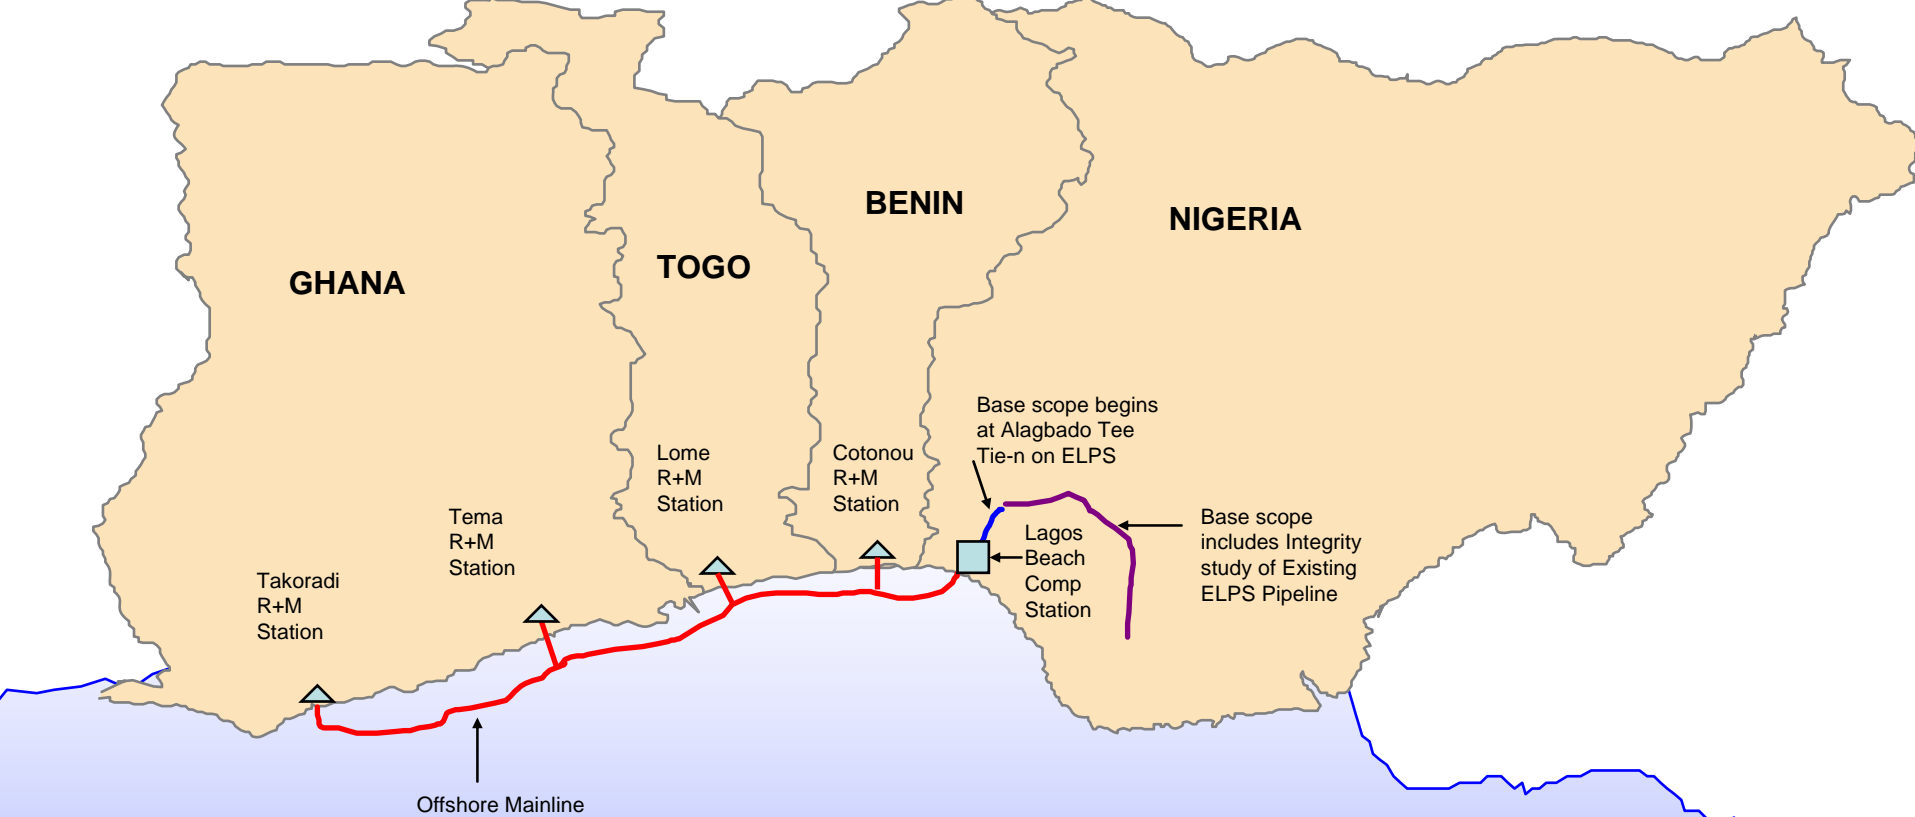 BENIN
NIGERIA
TOGO
GHANA
Base scope begins
at Alagbado Tee
Tie-n on ELPS
Lome
R+M
Station
Cotonou
R+M
Station
Tema
R+M
Station
Lagos
Beach
Comp
Station
Base scope
includes Integrity
study of Existing
ELPS Pipeline
Takoradi
R+M
Station
Offshore Mainline